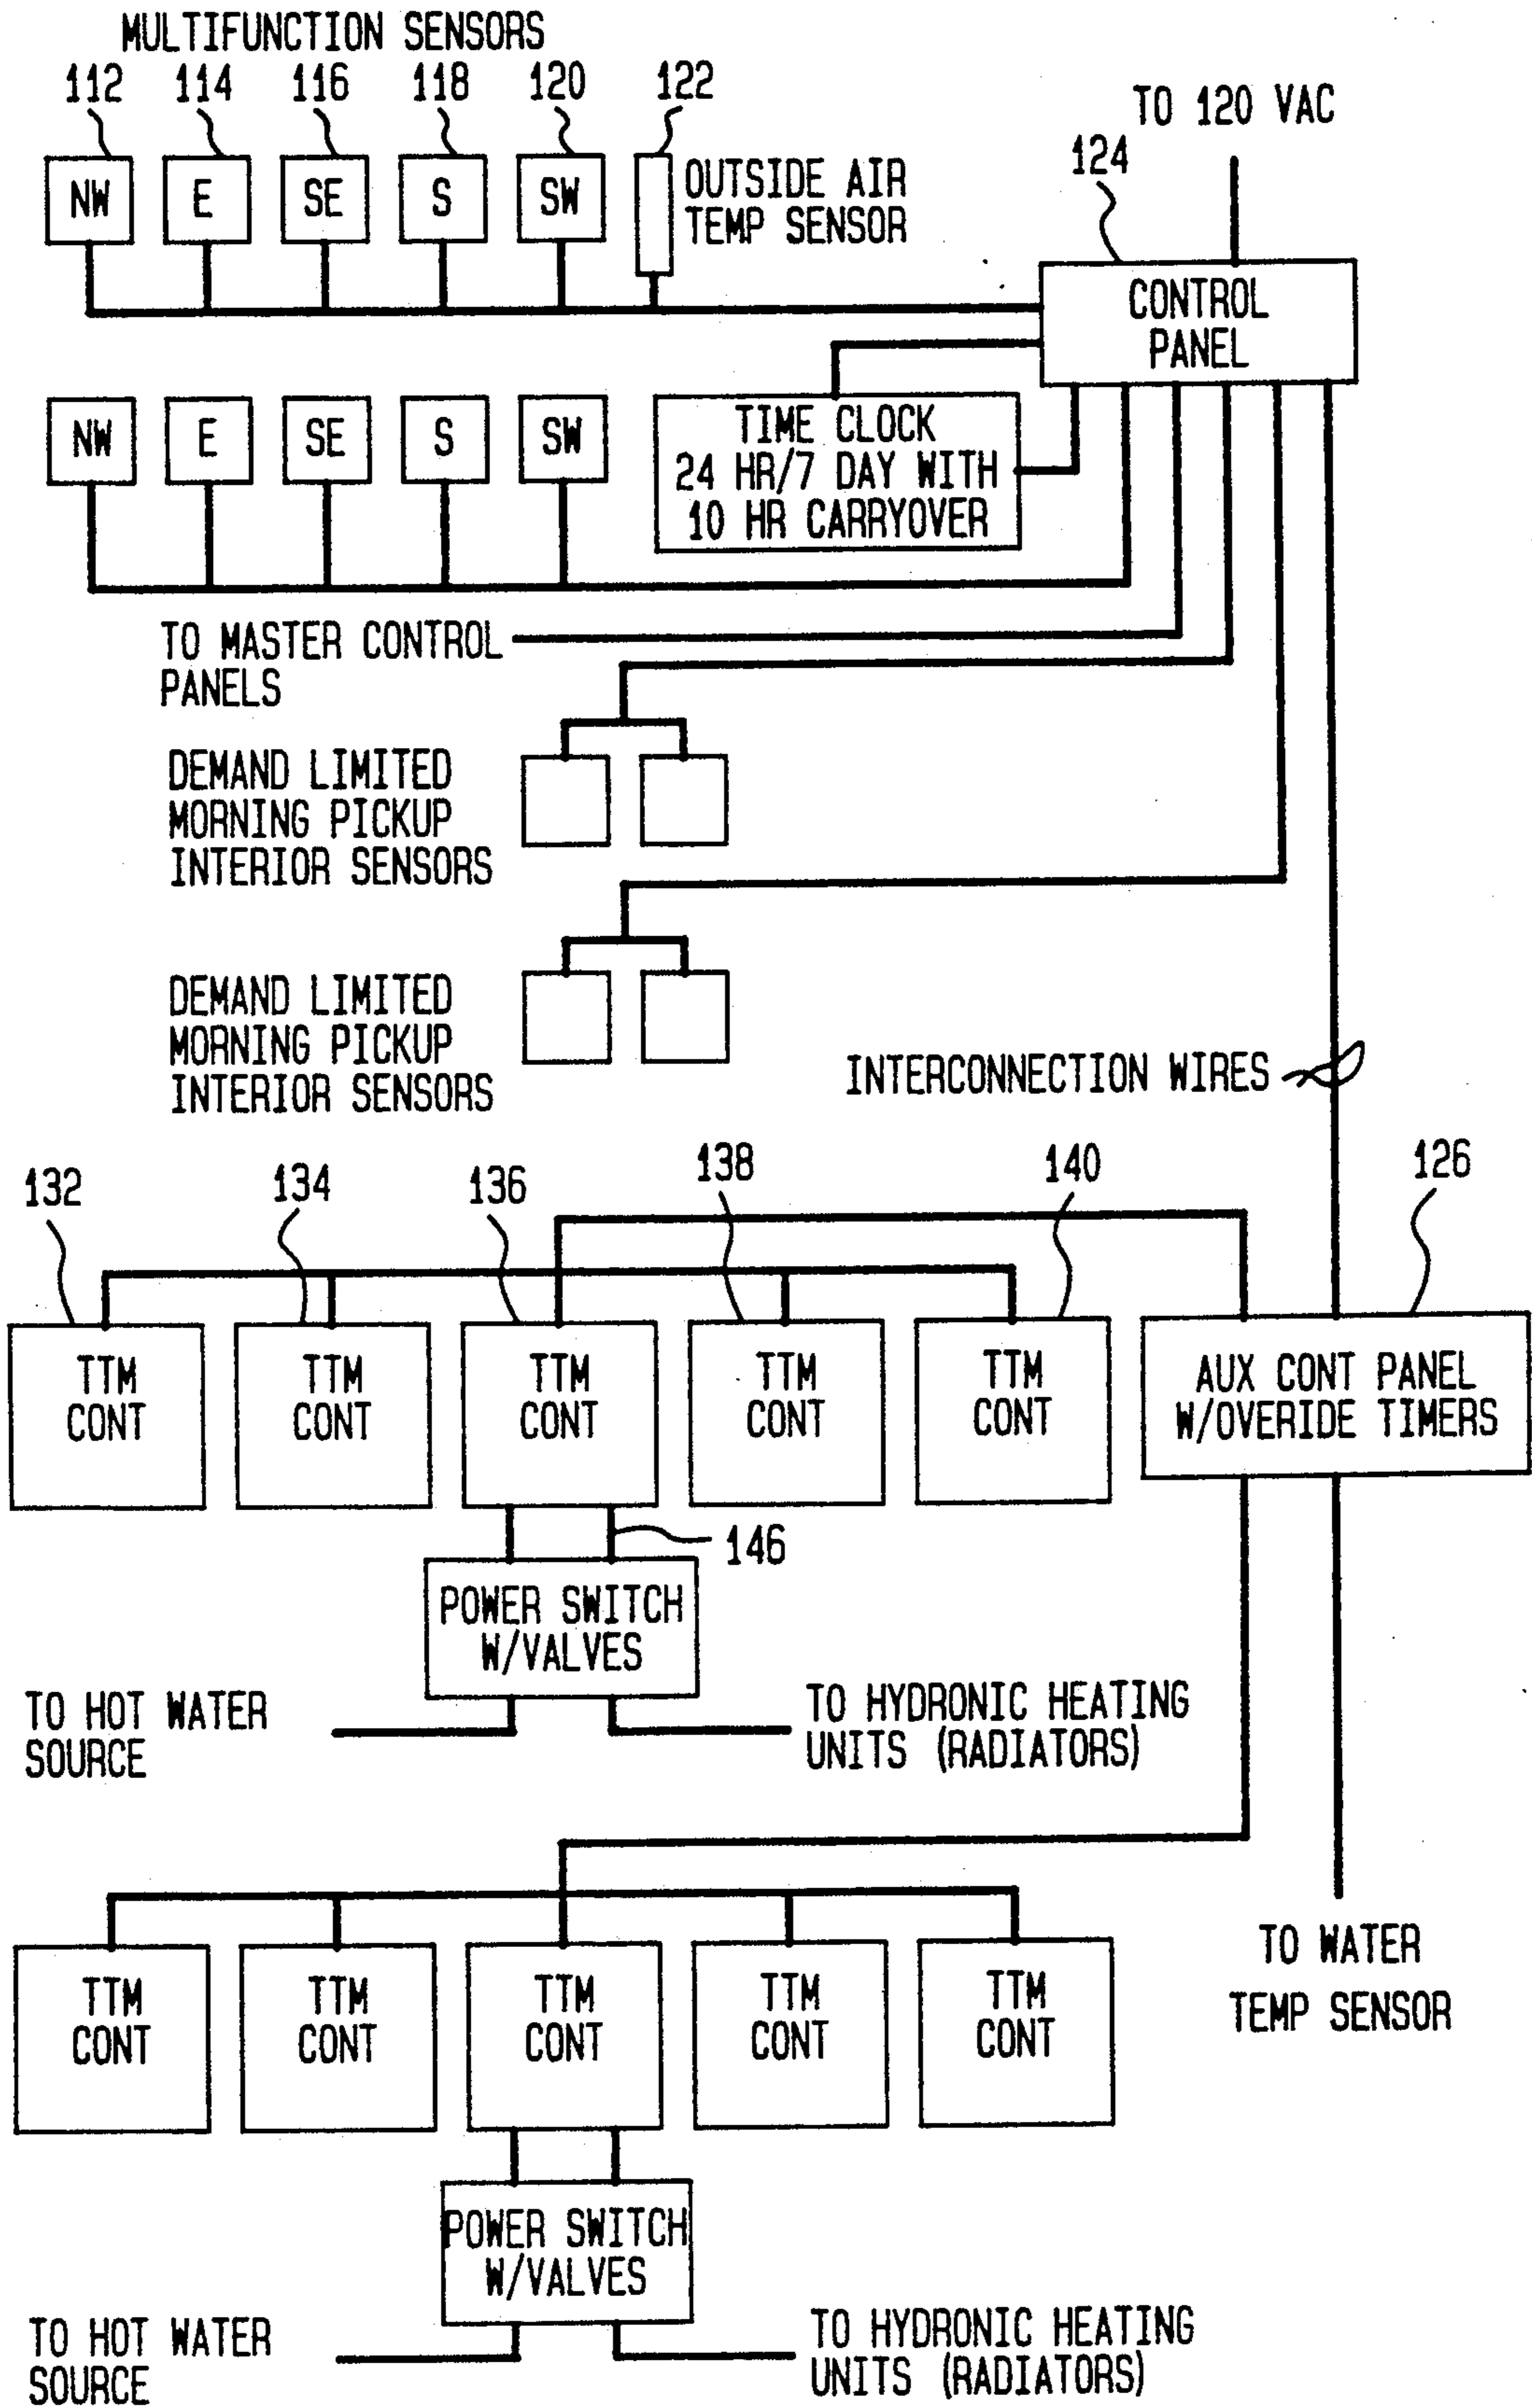 MULTIFUNCTION SENSORS
112 114 116 118 120 122
TO 120 VAC
124
NW E SE S SW
OUTSIDE AIR
TEMP SENSOR
CONTROL
PANEL
NW E SE S SW
TIME CLOCK
24 HR/7 DAY WITH
10 HR CARRYOVER
TO MASTER CONTROL
PANELS
DEMAND LIMITED
MORNING PICKUP
INTERIOR SENSORS
DEMAND LIMITED
MORNING PICKUP
INTERIOR SENSORS
INTERCONNECTION WIRES
132 134 136 138 140 126
TTM
CONT
TTM
CONT
TTM
CONT
TTM
CONT
TTM
CONT
AUX CONT PANEL
W/OVERIDE TIMERS
146
POWER SWITCH
W/VALVES
TO HOT WATER
SOURCE
TO HYDRONIC HEATING
UNITS (RADIATORS)
TTM
CONT
TTM
CONT
TTM
CONT
TTM
CONT
TTM
CONT
TO WATER
TEMP SENSOR
POWER SWITCH
W/VALVES
TO HOT WATER
SOURCE
TO HYDRONIC HEATING
UNITS (RADIATORS)